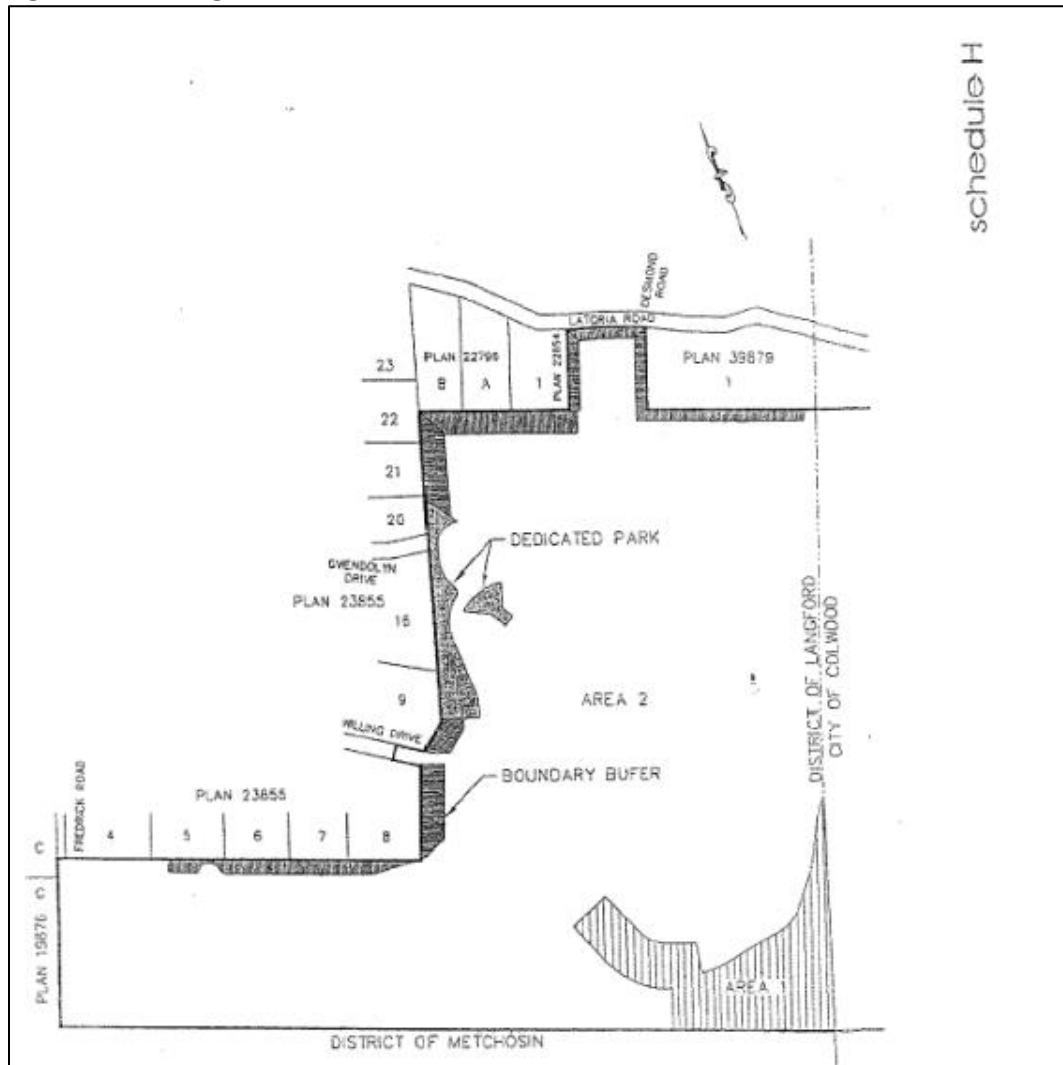 schedule H
DESMOND
ROAD
LATORIA ROAD
PLAN 22796
PLAN 22854
PLAN 39879
23
B
A
1
1
22
21
20
DEDICATED PARK
GWENDOLYN
DRIVE
PLAN 23855
16
9
AREA 2
DISTRICT OF LANGFORD
CITY OF COLWOOD
WILLING DRIVE
BOUNDARY BUFER
FREDRICK ROAD
PLAN 23855
4
5
6
7
8
C
C
PLAN 19876
AREA 1
DISTRICT OF METCHOSIN